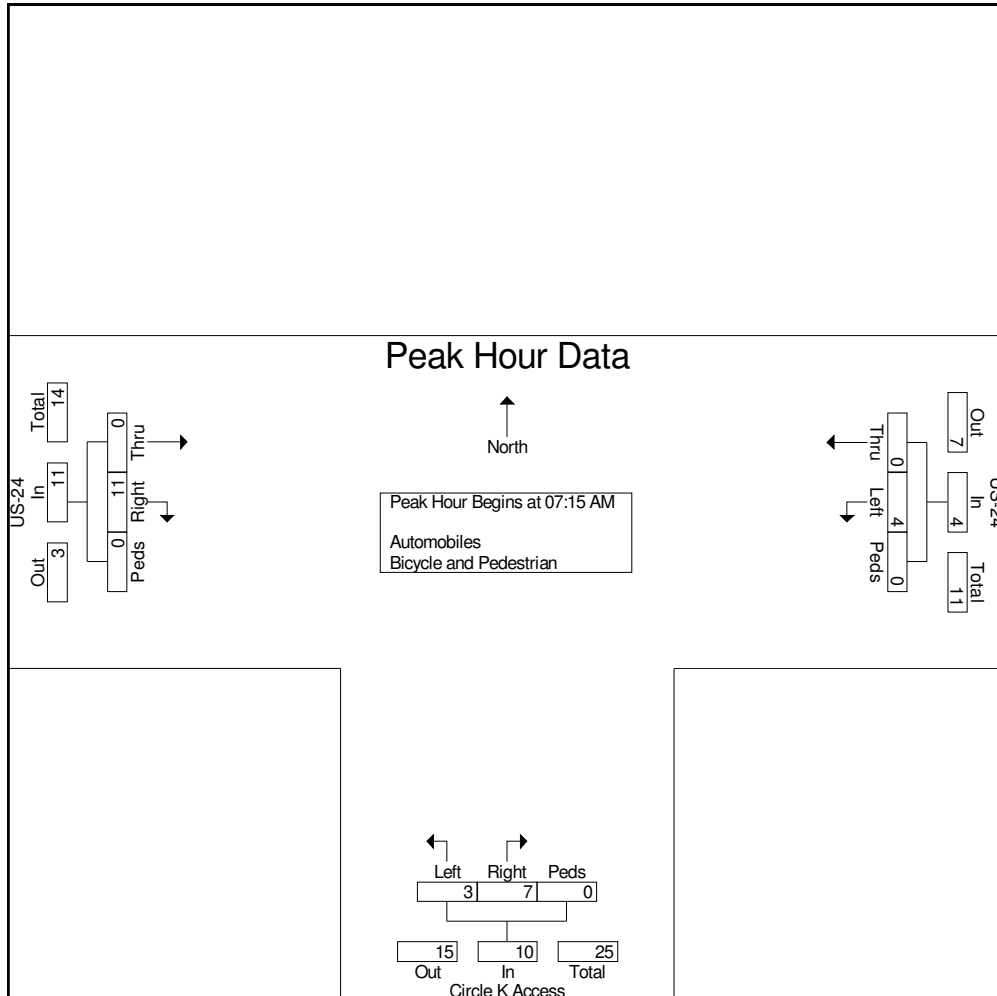 Peak Hour Data
North
Peak Hour Begins at 07:15 AM
Automobiles
Bicycle and Pedestrian
US-24
Total 14
In 11
Out 3
Thru 0
Right 11
Peds 0
Out 7
In 4
Total 11
Thru 0
Left 4
Peds 0
Left Right Peds
3 7 0
15 10 25
Out In Total
Circle K Access